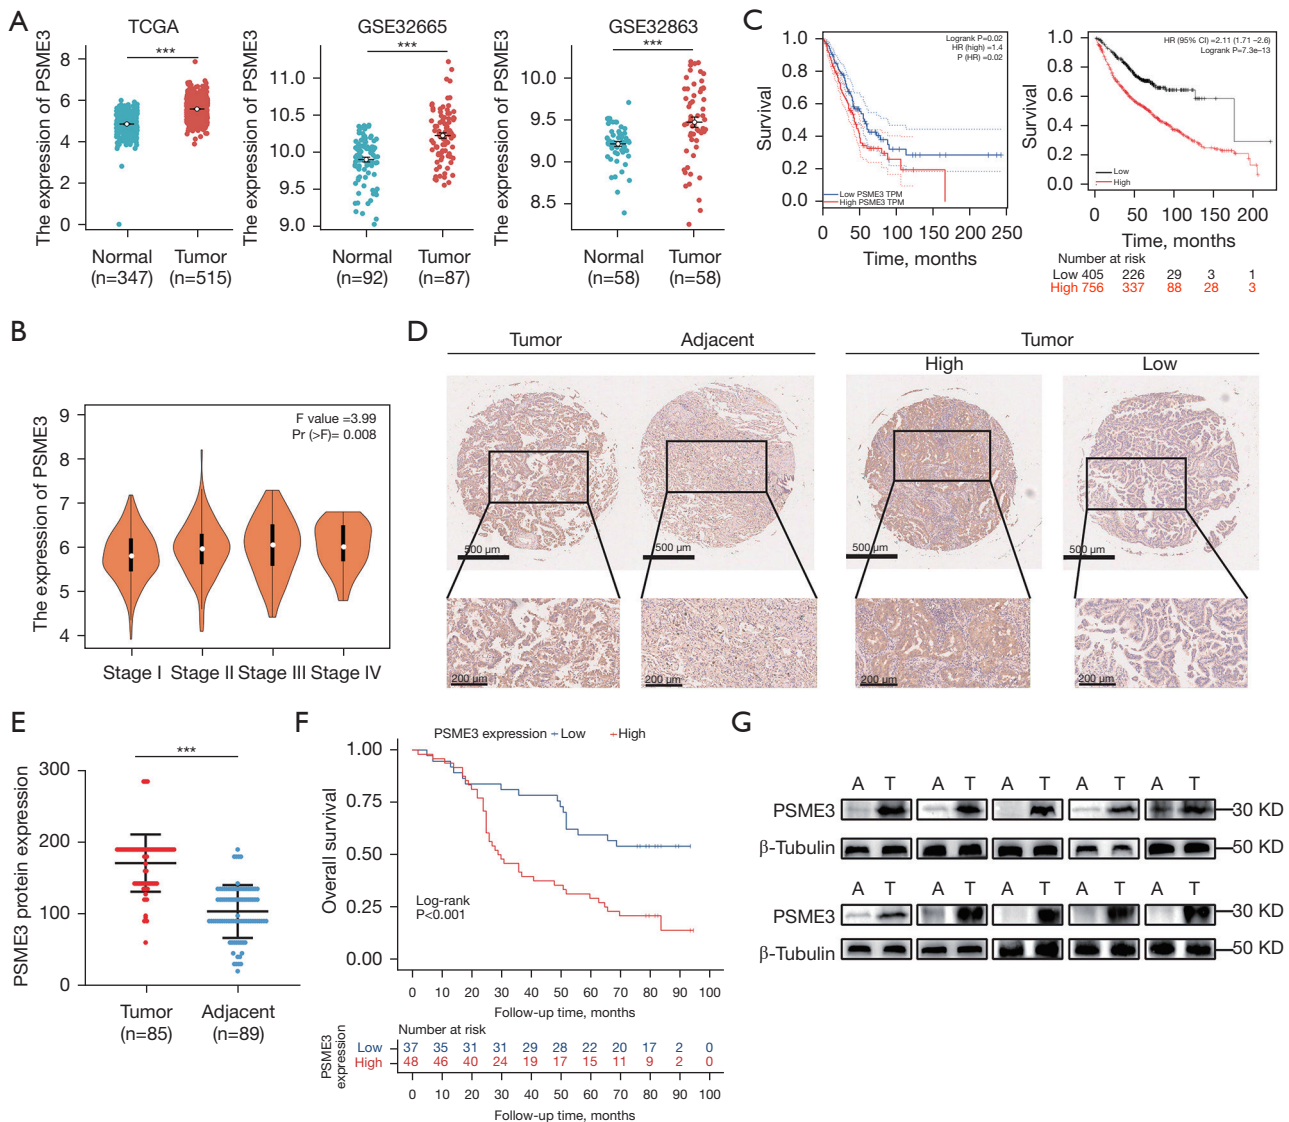 A
TCGA
***
The expression of PSME3
8
6
4
2
0
Normal
(n=347)
Tumor
(n=515)
GSE32665
***
The expression of PSME3
11.0
10.5
10.0
9.5
9.0
Normal
(n=92)
Tumor
(n=87)
GSE32863
***
The expression of PSME3
10.0
9.5
9.0
8.5
Normal
(n=58)
Tumor
(n=58)
C
Survival
1.0
0.8
0.6
0.4
0.2
0.0
Logrank P=0.02
HR (high) =1.4
P (HR) =0.02
Low PSME3 TPM
High PSME3 TPM
0 50 100 150 200 250
Time, months
Survival
1.0
0.8
0.6
0.4
0.2
0.0
HR (95% CI) =2.11 (1.71 −2.6)
Logrank P=7.3e−13
Low
High
0 50 100 150 200
Time, months
Number at risk
Low 405 226 29 3 1
High 756 337 88 28 3
B
The expression of PSME3
9
8
7
6
5
4
F value =3.99
Pr (>F)= 0.008
Stage I Stage II Stage III Stage IV
D
Tumor Adjacent
Tumor
High Low
500 μm
500 μm
500 μm
500 μm
200 μm
200 μm
200 μm
200 μm
E
PSME3 protein expression
***
300
200
100
0
Tumor
(n=85)
Adjacent
(n=89)
F
PSME3 expression Low High
Overall survival
1.00
0.75
0.50
0.25
0.00
Log-rank
P<0.001
0 10 20 30 40 50 60 70 80 90 100
Follow-up time, months
Number at risk
PSME3
expression
Low 37 35 31 31 29 28 22 20 17 2 0
High 48 46 40 24 19 17 15 11 9 2 0
0 10 20 30 40 50 60 70 80 90 100
Follow-up time, months
G
A T A T A T A T A T
PSME3 30 KD
β-Tubulin 50 KD
A T A T A T A T A T
PSME3 30 KD
β-Tubulin 50 KD